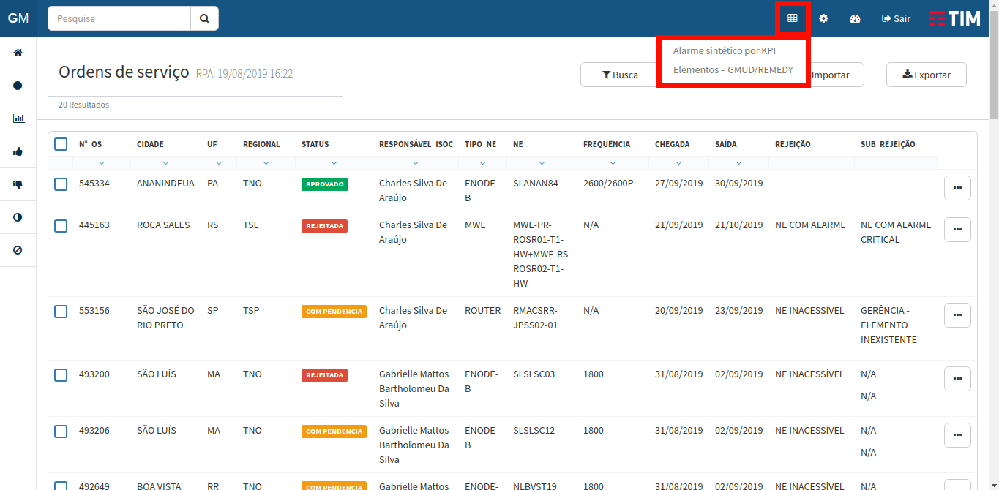 GM
Pesquise
Sair
TIM
Alarme sintético por KPI
Elementos – GMUD/REMEDY
Ordens de serviço RPA: 19/08/2019 16:22
Busca
Importar
Exportar
20 Resultados
N°_OS CIDADE UF REGIONAL STATUS RESPONSÁVEL_ISOC TIPO_NE NE FREQUÊNCIA CHEGADA SAÍDA REJEIÇÃO SUB_REJEIÇÃO
545334 ANANINDEUA PA TNO APROVADO Charles Silva De ENODE- SLANAN84 2600/2600P 27/09/2019 30/09/2019
Araújo B
445163 ROCA SALES RS TSL REJEITADA Charles Silva De MWE MWE-PR- N/A 21/09/2019 21/10/2019 NE COM ALARME NE COM ALARME
Araújo ROSR01-T1- CRITICAL
HW+MWE-RS-
ROSR02-T1-
HW
553156 SÃO JOSÉ DO SP TSP COM PENDENCIA Charles Silva De ROUTER RMACSRR- N/A 20/09/2019 23/09/2019 NE INACESSÍVEL GERÊNCIA -
RIO PRETO Araújo JPSS02-01 ELEMENTO
INEXISTENTE
493200 SÃO LUÍS MA TNO REJEITADA Gabrielle Mattos ENODE- SLSLSC03 1800 31/08/2019 02/09/2019 NE INACESSÍVEL N/A
Bartholomeu Da B N/A
Silva
493206 SÃO LUÍS MA TNO COM PENDENCIA Gabrielle Mattos ENODE- SLSLSC12 1800 31/08/2019 02/09/2019 NE INACESSÍVEL N/A
Bartholomeu Da B N/A
Silva
492649 BOA VISTA RR TNO COM PENDENCIA Gabrielle Mattos ENODE- NLBVST19 1800 31/08/2019 02/09/2019 NE INACESSÍVEL N/A